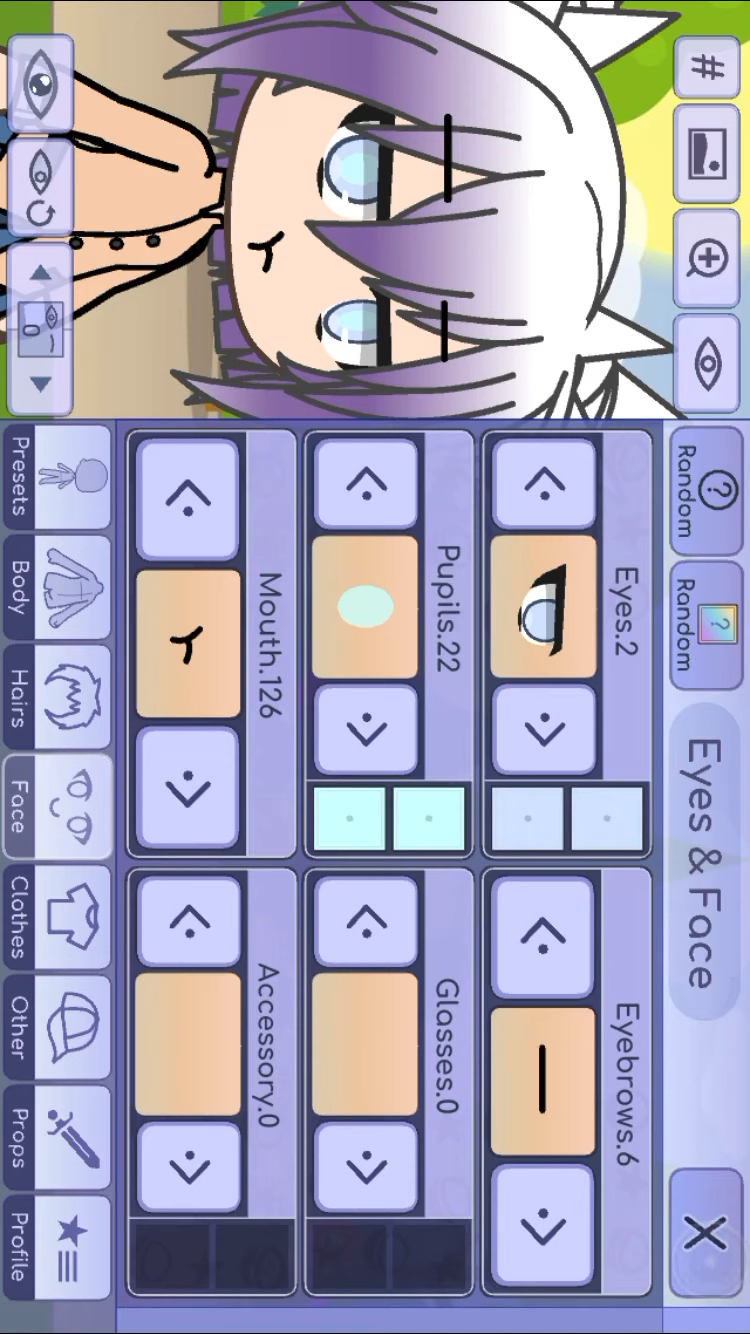 #
0
? Random
? Random
Eyes & Face
X
Eyes.2
Eyebrows.6
Pupils.22
Glasses.0
Mouth.126
Accessory.0
Presets
Body
Hairs
Face
Clothes
Other
Props
Profile